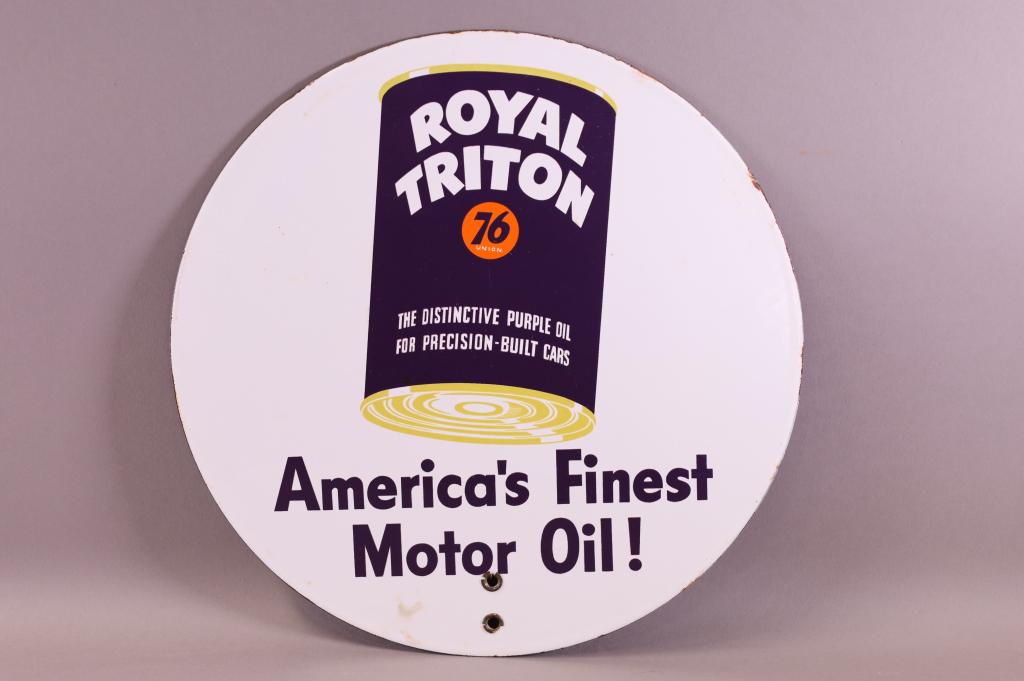 ROYAL
TRITON
76
UNION
THE DISTINCTIVE PURPLE OIL
FOR PRECISION-BUILT CARS
America's Finest
Motor Oil!